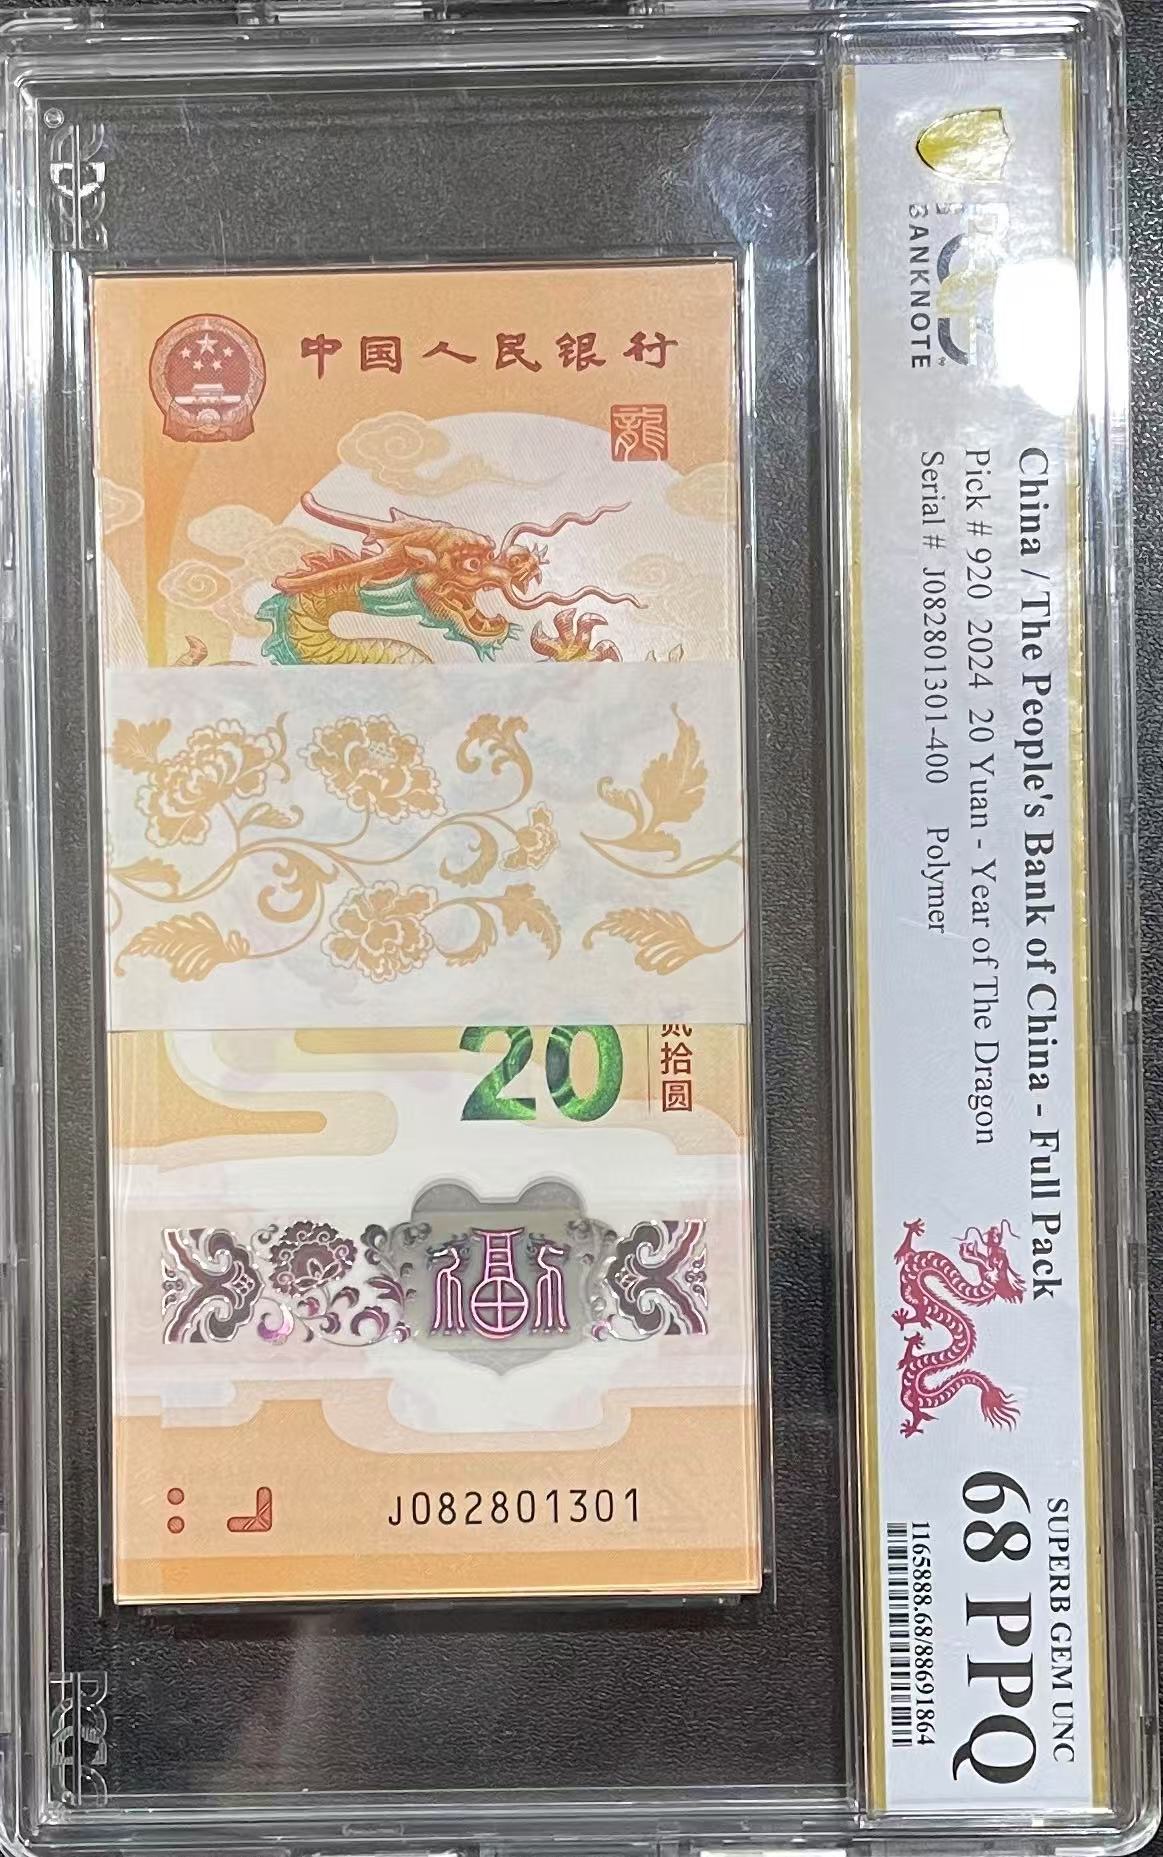 中国人民银行
龍
贰拾圆
20
福
J082801301
BANKNOTE
China / The People's Bank of China - Full Pack
Pick # 920 2024 20 Yuan - Year of The Dragon
Serial # J082801301-400 Polymer
SUPERB GEM UNC
68 PPQ
1165888.68/88691864